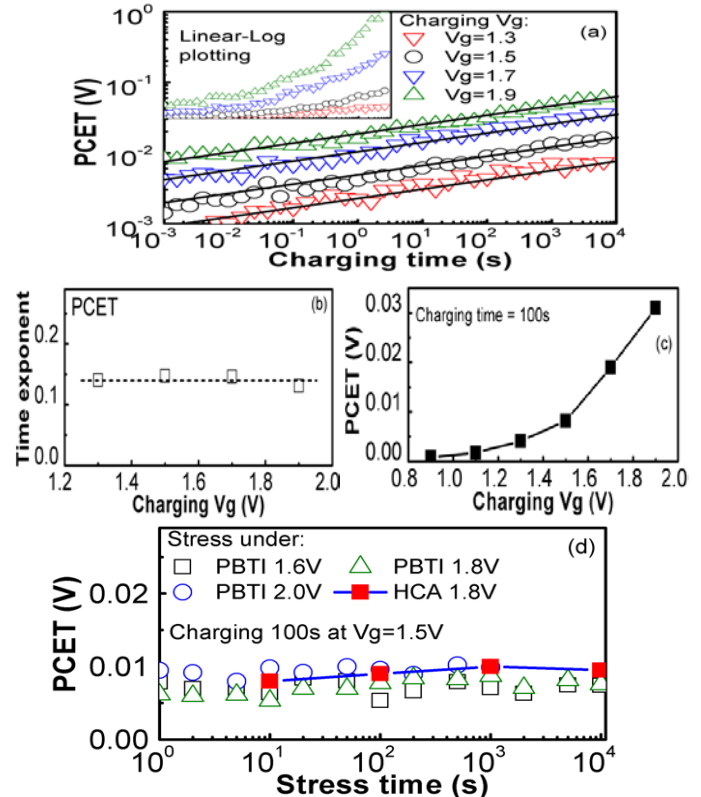 Linear-Log
plotting
Charging Vg:
Vg=1.3
Vg=1.5
Vg=1.7
Vg=1.9
(a)
PCET (V)
10^0
10^-1
10^-2
10^-3
10^-3 10^-2 10^-1 10^0 10^1 10^2 10^3 10^4
Charging time (s)
PCET
(b)
Time exponent
0.2
0.1
0.0
1.2 1.4 1.6 1.8 2.0
Charging Vg (V)
Charging time = 100s
(c)
PCET (V)
0.03
0.02
0.01
0.00
0.8 1.0 1.2 1.4 1.6 1.8 2.0
Charging Vg (V)
Stress under:
PBTI 1.6V PBTI 1.8V
PBTI 2.0V HCA 1.8V
(d)
Charging 100s at Vg=1.5V
PCET (V)
0.02
0.01
0.00
10^0 10^1 10^2 10^3 10^4
Stress time (s)